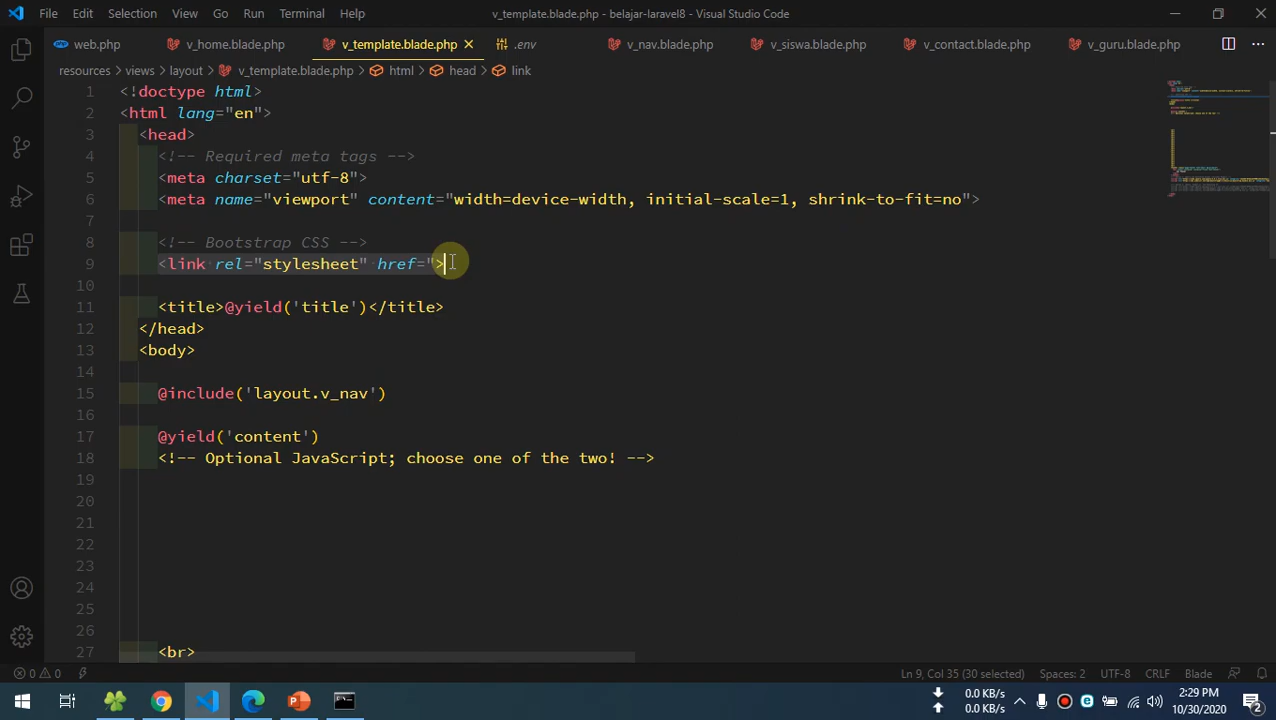 File Edit Selection View Go Run Terminal Help v_template.blade.php - belajar-laravel8 - Visual Studio Code
web.php v_home.blade.php v_template.blade.php .env v_nav.blade.php v_siswa.blade.php v_contact.blade.php v_guru.blade.php
resources > views > layout > v_template.blade.php > html > head > link
1 <!doctype html>
2 <html lang="en">
3 <head>
4 <!-- Required meta tags -->
5 <meta charset="utf-8">
6 <meta name="viewport" content="width=device-width, initial-scale=1, shrink-to-fit=no">
7
8 <!-- Bootstrap CSS -->
9 <link rel="stylesheet" href=">
10
11 <title>@yield('title')</title>
12 </head>
13 <body>
14
15 @include('layout.v_nav')
16
17 @yield('content')
18 <!-- Optional JavaScript; choose one of the two! -->
19
20
21
22
23
24
25
26
27 <br>
0 0 Ln 9, Col 35 (30 selected) Spaces: 2 UTF-8 CRLF Blade
0.0 KB/s
0.0 KB/s
2:29 PM
10/30/2020
2